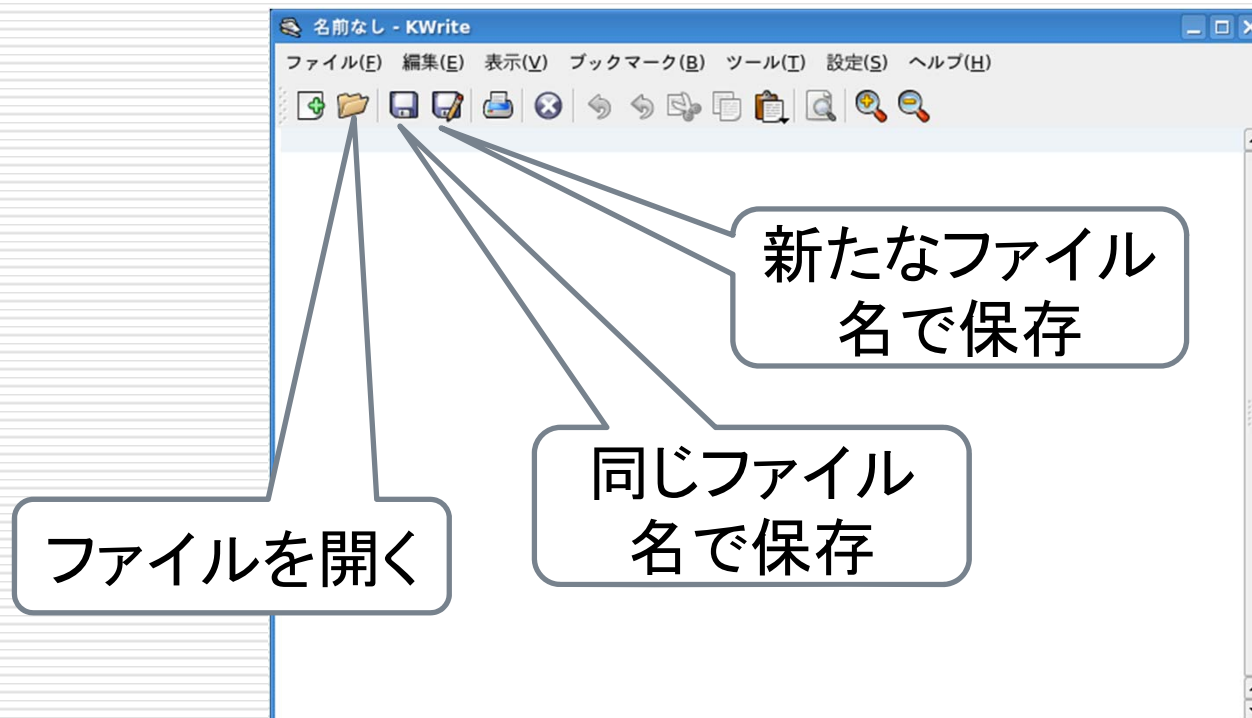 名前なし - KWrite
ファイル(F) 編集(E) 表示(V) ブックマーク(B) ツール(T) 設定(S) ヘルプ(H)
新たなファイル
名で保存
同じファイル
名で保存
ファイルを開く